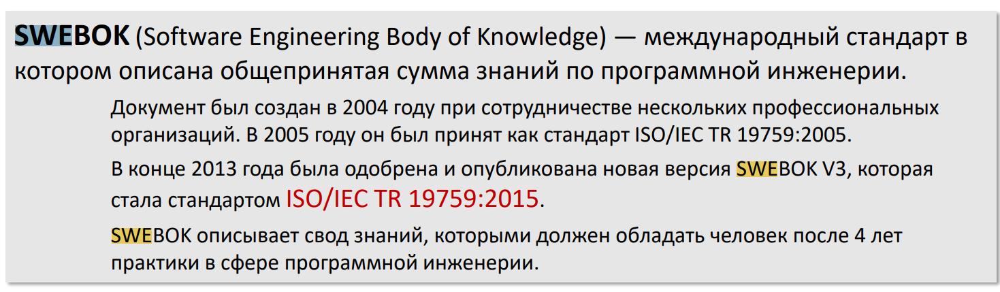 SWEBOK (Software Engineering Body of Knowledge) — международный стандарт в
котором описана общепринятая сумма знаний по программной инженерии.
Документ был создан в 2004 году при сотрудничестве нескольких профессиональных
организаций. В 2005 году он был принят как стандарт ISO/IEC TR 19759:2005.
В конце 2013 года была одобрена и опубликована новая версия SWEBOK V3, которая
стала стандартом ISO/IEC TR 19759:2015.
SWEBOK описывает свод знаний, которыми должен обладать человек после 4 лет
практики в сфере программной инженерии.